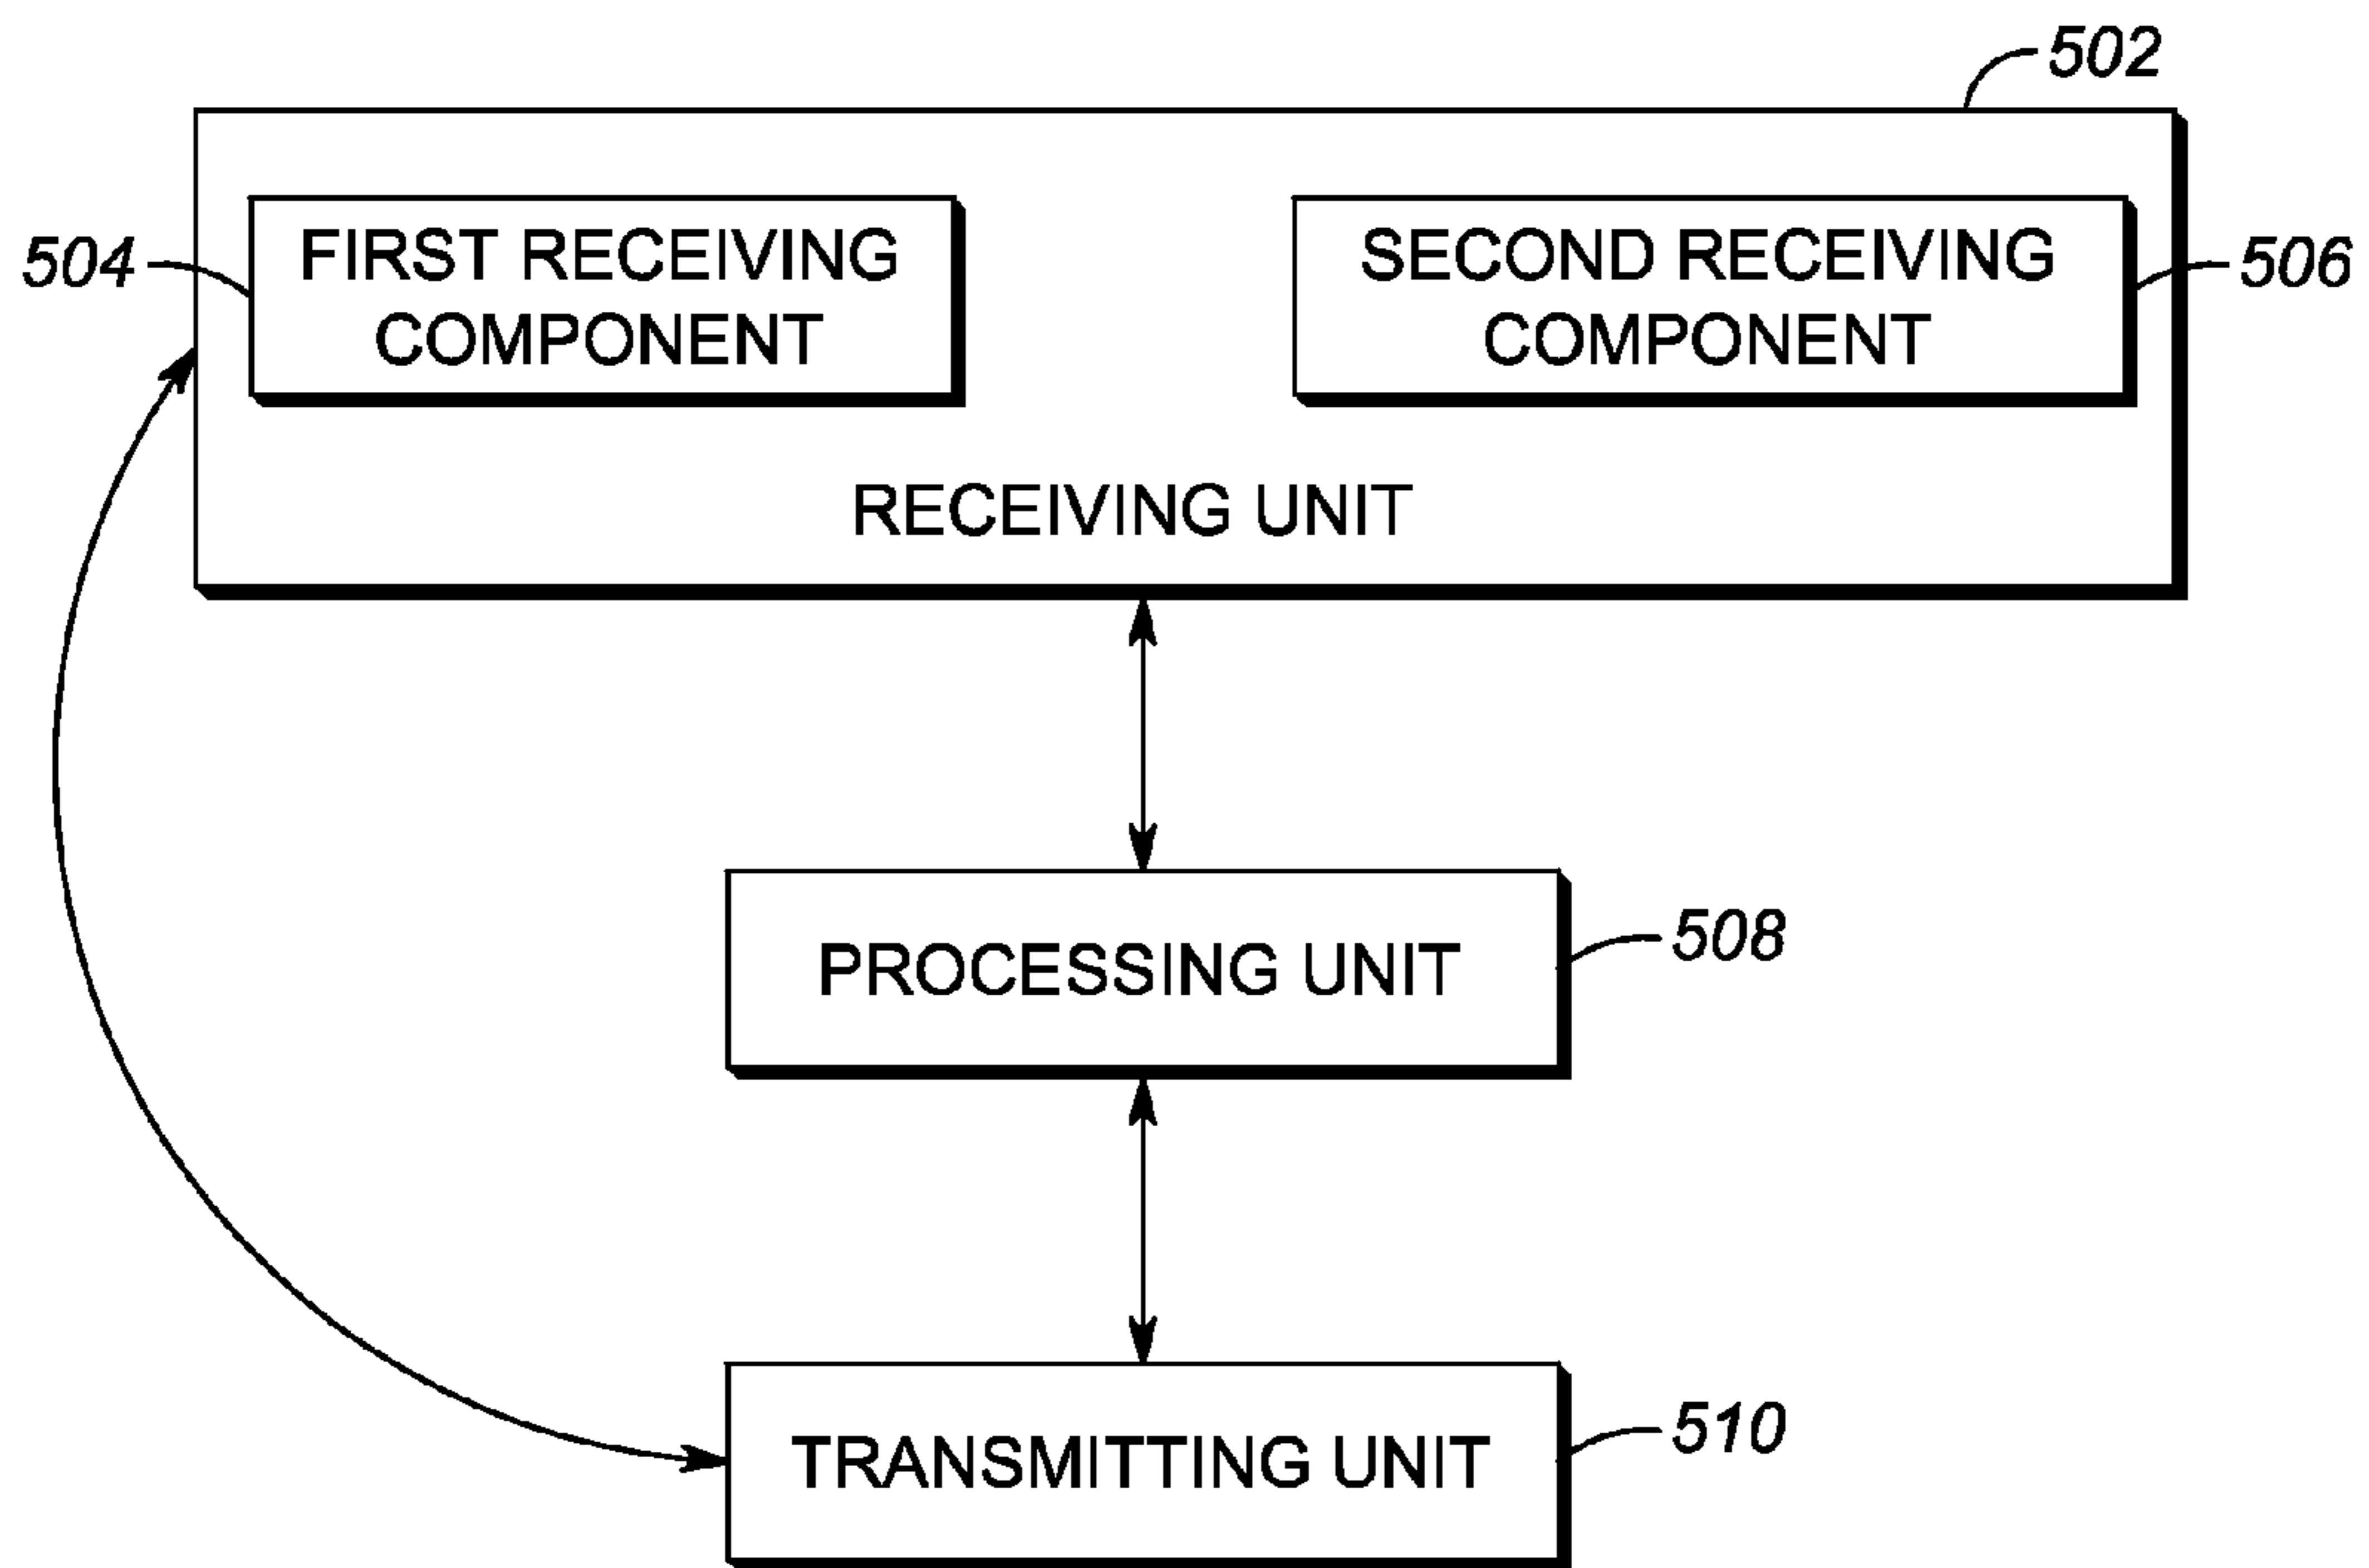 502
504
FIRST RECEIVING
COMPONENT
SECOND RECEIVING
COMPONENT
506
RECEIVING UNIT
PROCESSING UNIT
508
TRANSMITTING UNIT
510